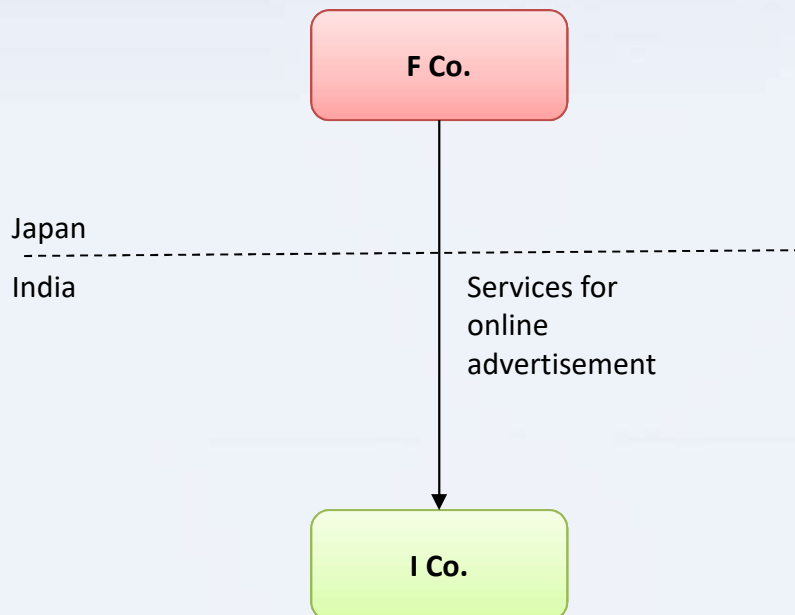 F Co.
Japan
India
Services for
online
advertisement
I Co.